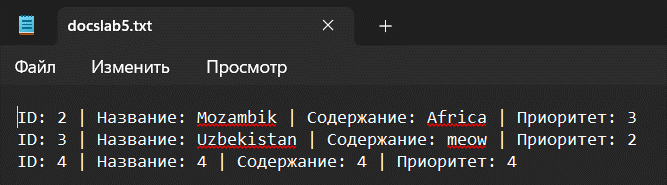 docslab5.txt
Файл Изменить Просмотр
ID: 2 | Название: Mozambik | Содержание: Africa | Приоритет: 3
ID: 3 | Название: Uzbekistan | Содержание: meow | Приоритет: 2
ID: 4 | Название: 4 | Содержание: 4 | Приоритет: 4